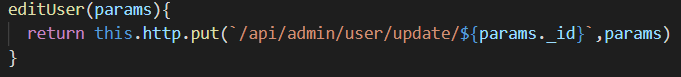 editUser(params){
return this.http.put(`/api/admin/user/update/${params._id}`,params)
}